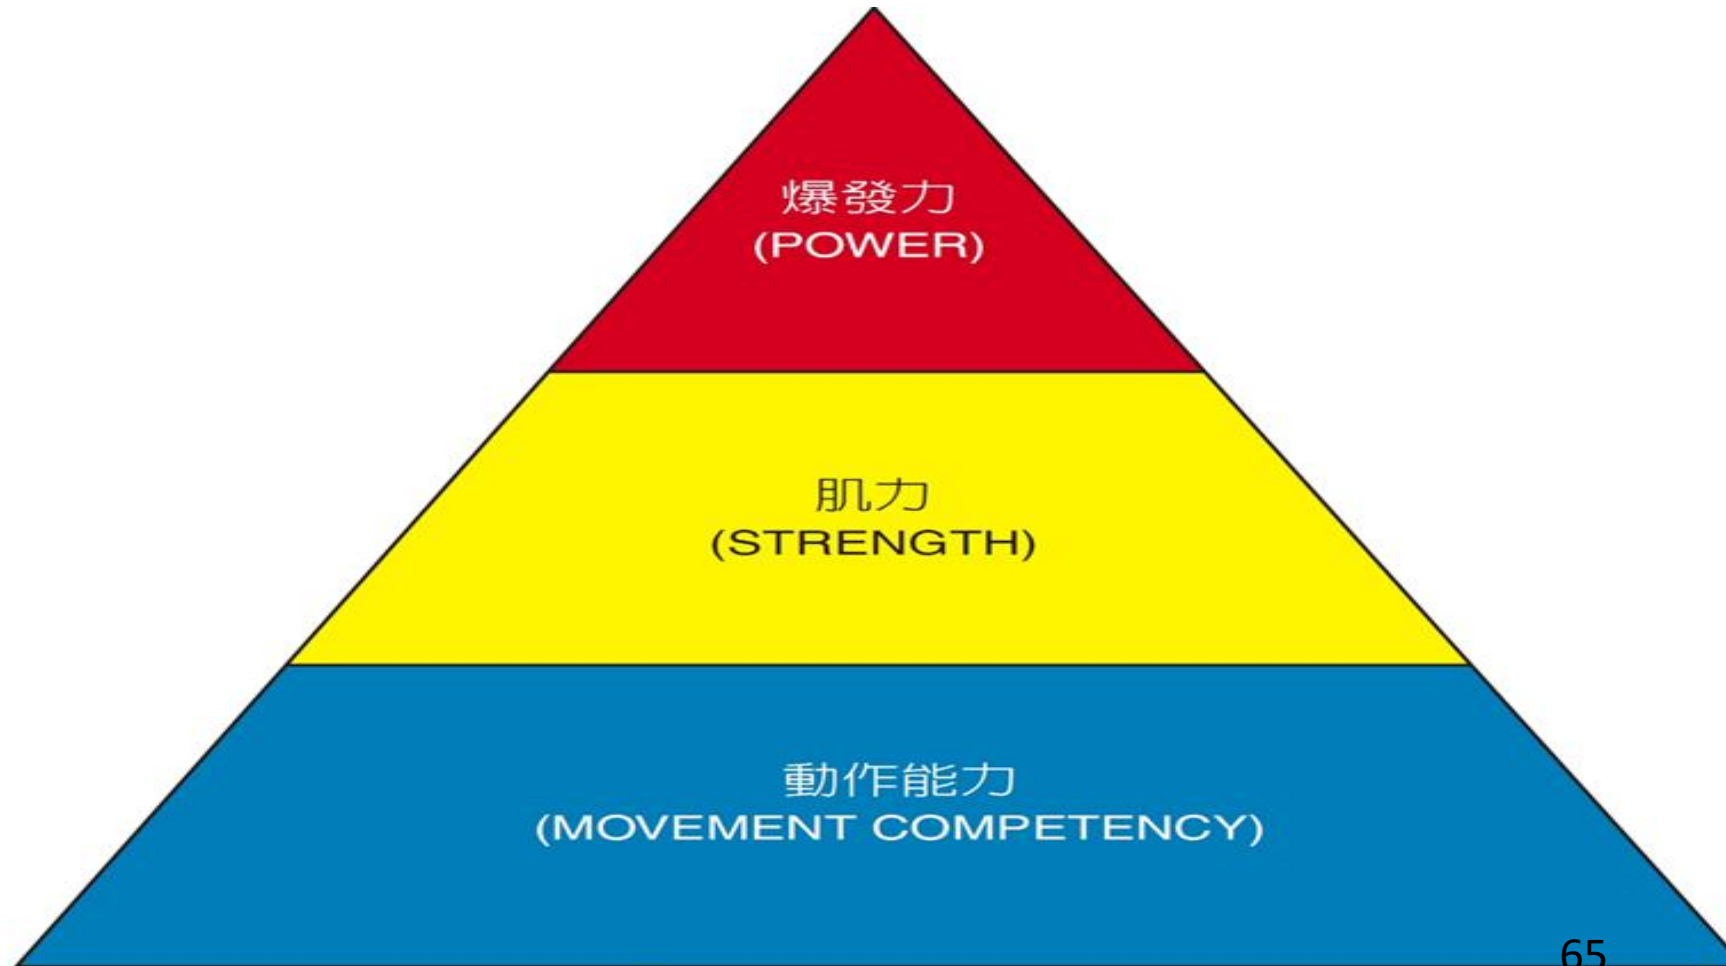 爆發力
(POWER)
肌力
(STRENGTH)
動作能力
(MOVEMENT COMPETENCY)
65